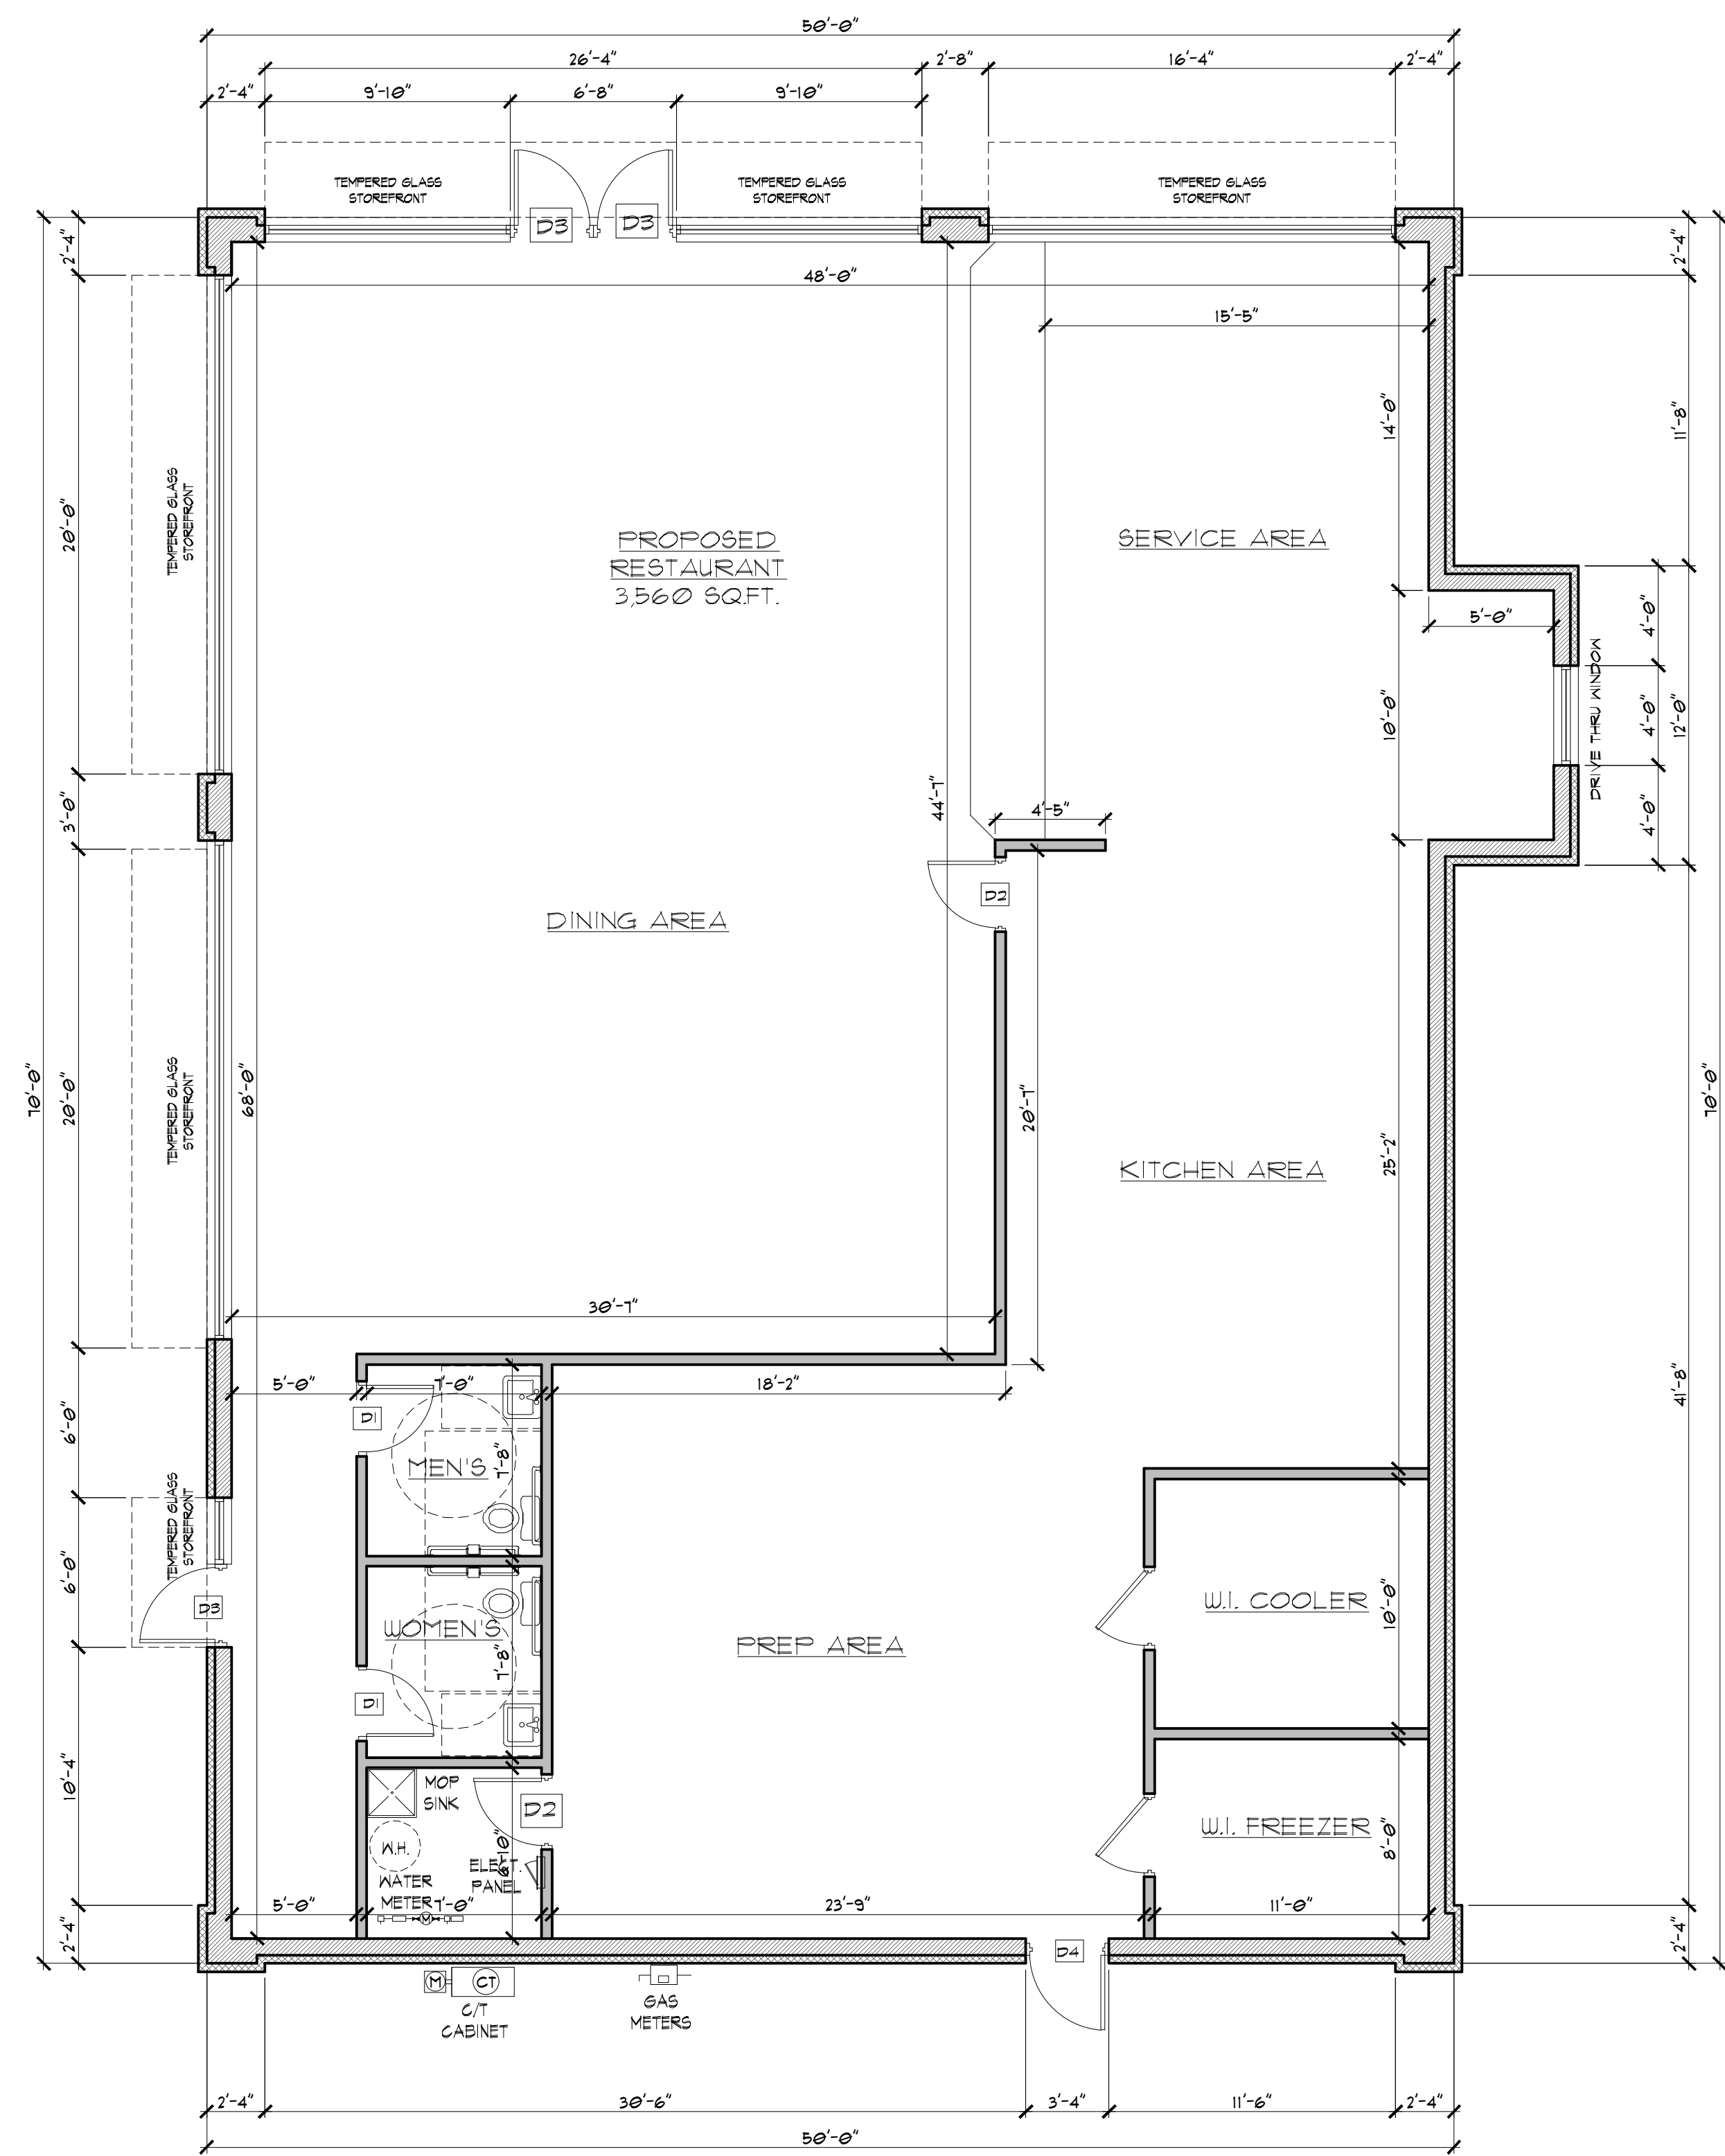 50'-0"
26'-4"
2'-8"
16'-4"
2'-4"
2'-4"
9'-10"
6'-8"
9'-10"
TEMPERED GLASS
STOREFRONT
TEMPERED GLASS
STOREFRONT
TEMPERED GLASS
STOREFRONT
D3
D3
2'-4"
2'-4"
48'-0"
15'-5"
14'-0"
11'-8"
20'-0"
TEMPERED GLASS
STOREFRONT
PROPOSED
RESTAURANT
3,560 SQ.FT.
SERVICE AREA
5'-0"
4'-0"
10'-0"
DRIVE THRU WINDOW
4'-0"
12'-0"
4'-0"
3'-0"
44'-7"
4'-5"
D2
DINING AREA
70'-0"
20'-0"
TEMPERED GLASS
STOREFRONT
68'-0"
20'-7"
KITCHEN AREA
25'-2"
70'-0"
30'-7"
5'-0"
7'-0"
18'-2"
41'-8"
6'-0"
D1
MEN'S
7'-8"
TEMPERED GLASS
STOREFRONT
6'-0"
D3
WOMEN'S
7'-8"
PREP AREA
W.I. COOLER
10'-0"
D1
10'-4"
MOP
SINK
D2
W.H.
6'-10"
W.I. FREEZER
8'-0"
ELECT.
PANEL
WATER
METER
5'-0"
7'-0"
M
23'-9"
11'-0"
2'-4"
2'-4"
D4
M
CT
C/T
CABINET
GAS
METERS
2'-4"
30'-6"
3'-4"
11'-6"
2'-4"
50'-0"